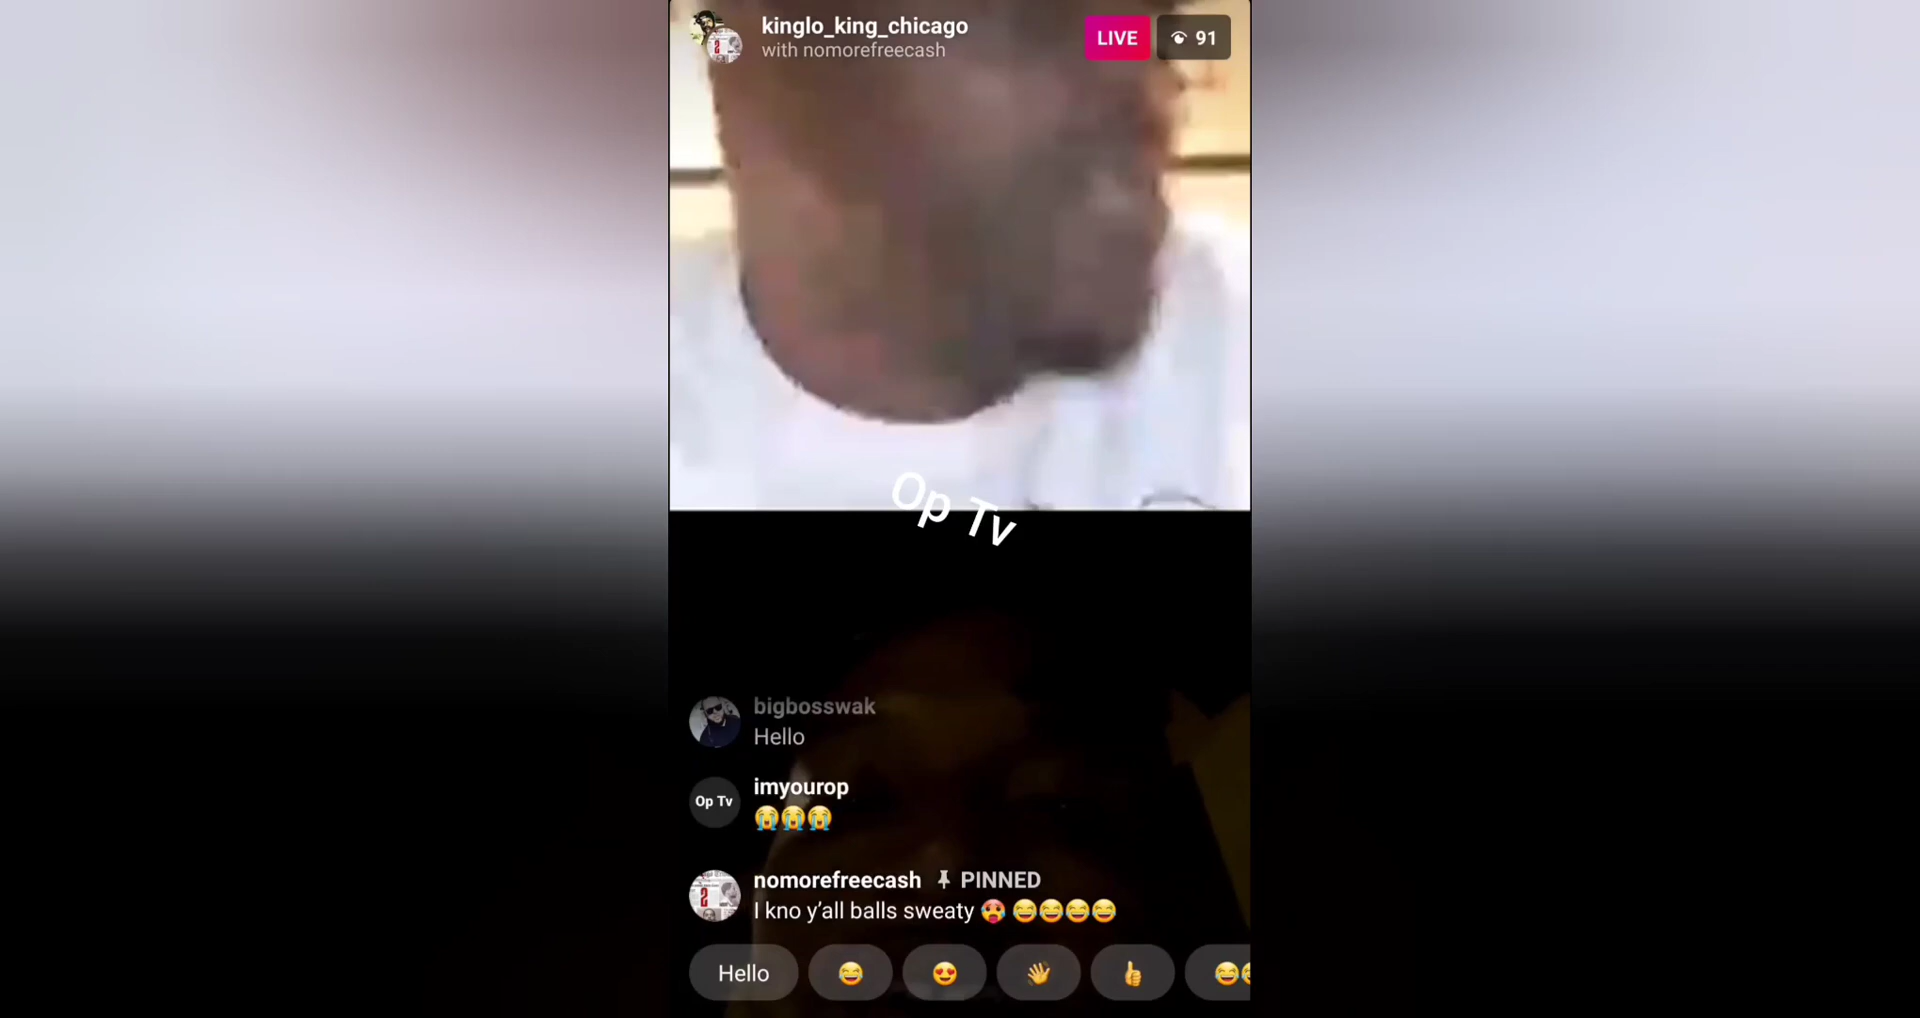 kinglo_king_chicago
with nomorefreecash
LIVE
91
Op Tv
bigbosswak
Hello
imyourop
Op Tv
😭😭😭
nomorefreecash PINNED
I kno y'all balls sweaty 🥵 😂😂😂😂
Hello 😂 😍 👋 👍 😂